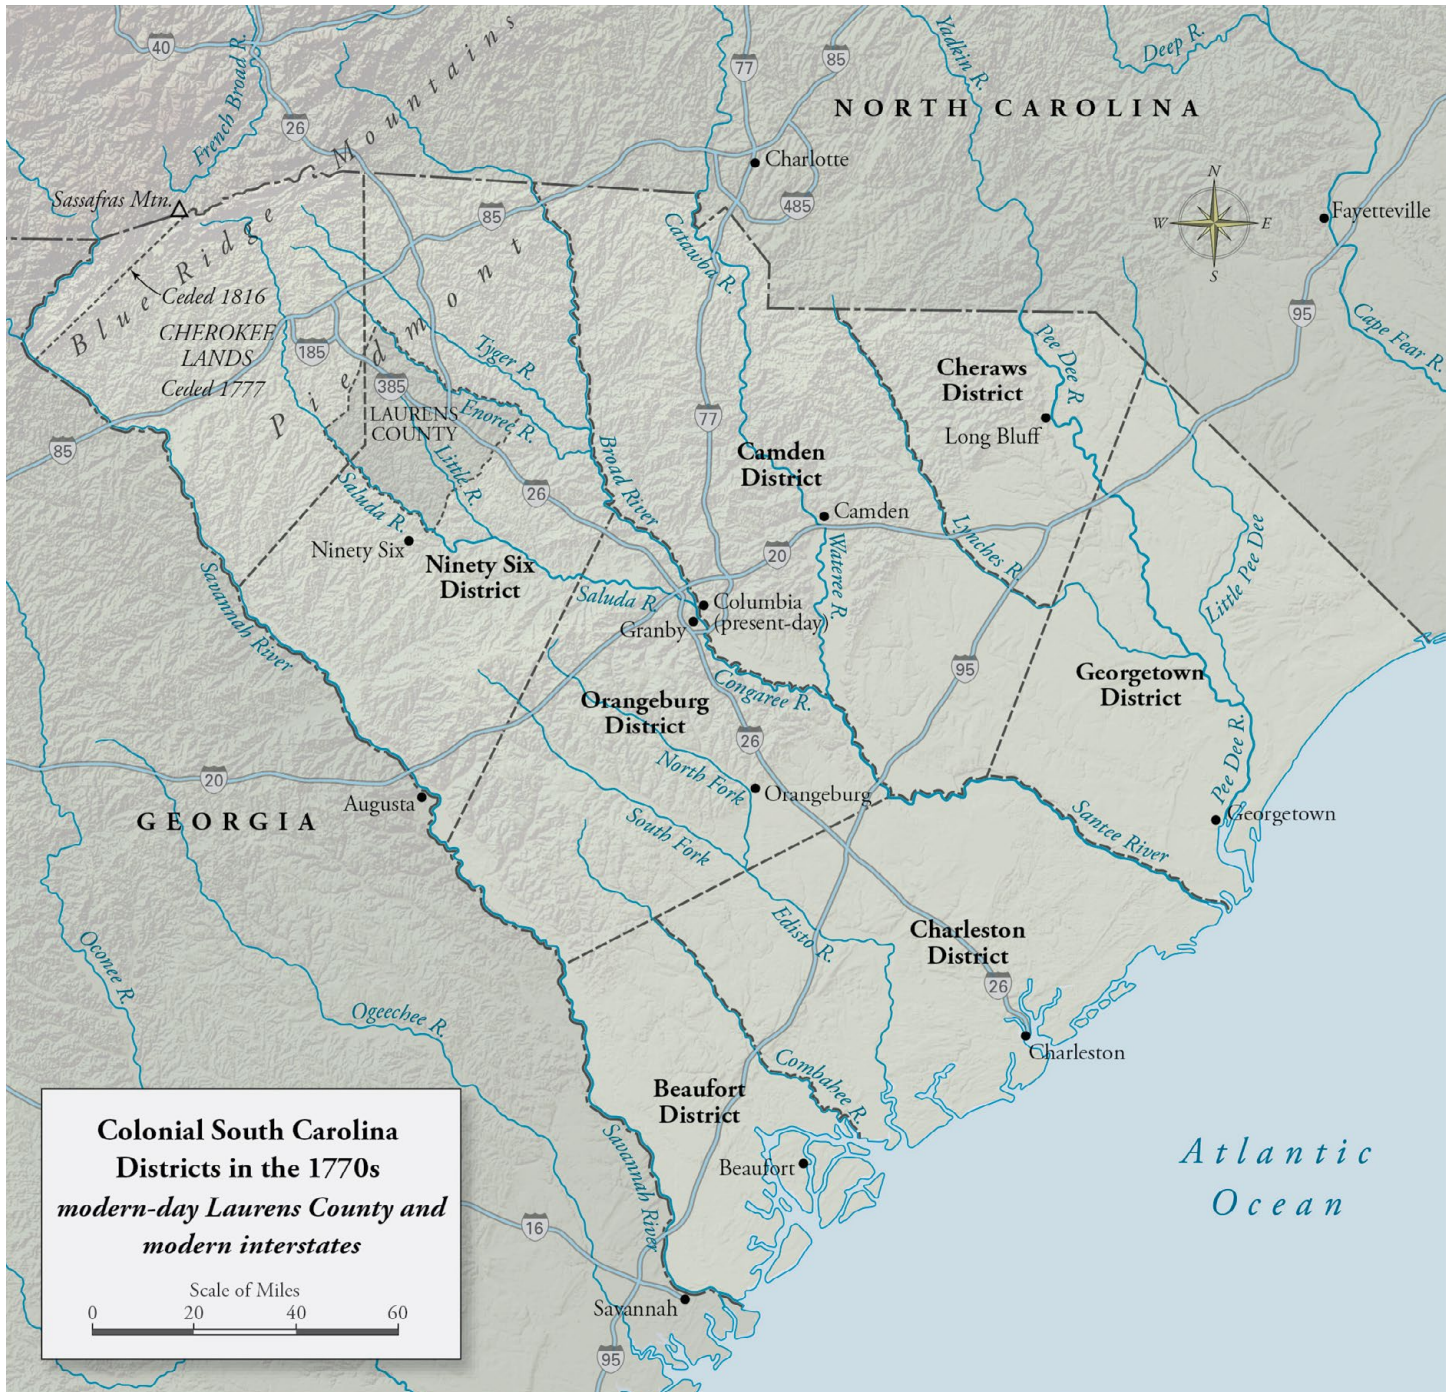 40
French Broad R.
26
Blue Ridge Mountains
77
85
Yadkin R.
Deep R.
NORTH CAROLINA
Charlotte
485
N
W
E
S
Fayetteville
95
Cape Fear R.
Sassafras Mtn.
85
Catawba R.
Ceded 1816
CHEROKEE
LANDS
Ceded 1777
185
Piedmont
385
LAURENS
COUNTY
Tyger R.
Enoree R.
Little R.
Saluda R.
85
Broad River
77
Camden
District
Cheraws
District
Pee Dee R.
Long Bluff
26
Ninety Six
Ninety Six
District
Camden
20
Wateree R.
Lynches R.
Little Pee Dee
Savannah River
Saluda R.
Columbia
(present-day)
Granby
95
Congaree R.
Georgetown
District
Orangeburg
District
26
North Fork
Orangeburg
South Fork
20
Augusta
GEORGIA
Pee Dee R.
Georgetown
Santee River
Edisto R.
Charleston
District
26
Charleston
Oconee R.
Ogeechee R.
Combahee R.
Beaufort
District
Beaufort
Savannah River
16
Savannah
95
Atlantic
Ocean
Colonial South Carolina
Districts in the 1770s
modern-day Laurens County and
modern interstates
Scale of Miles
0 20 40 60